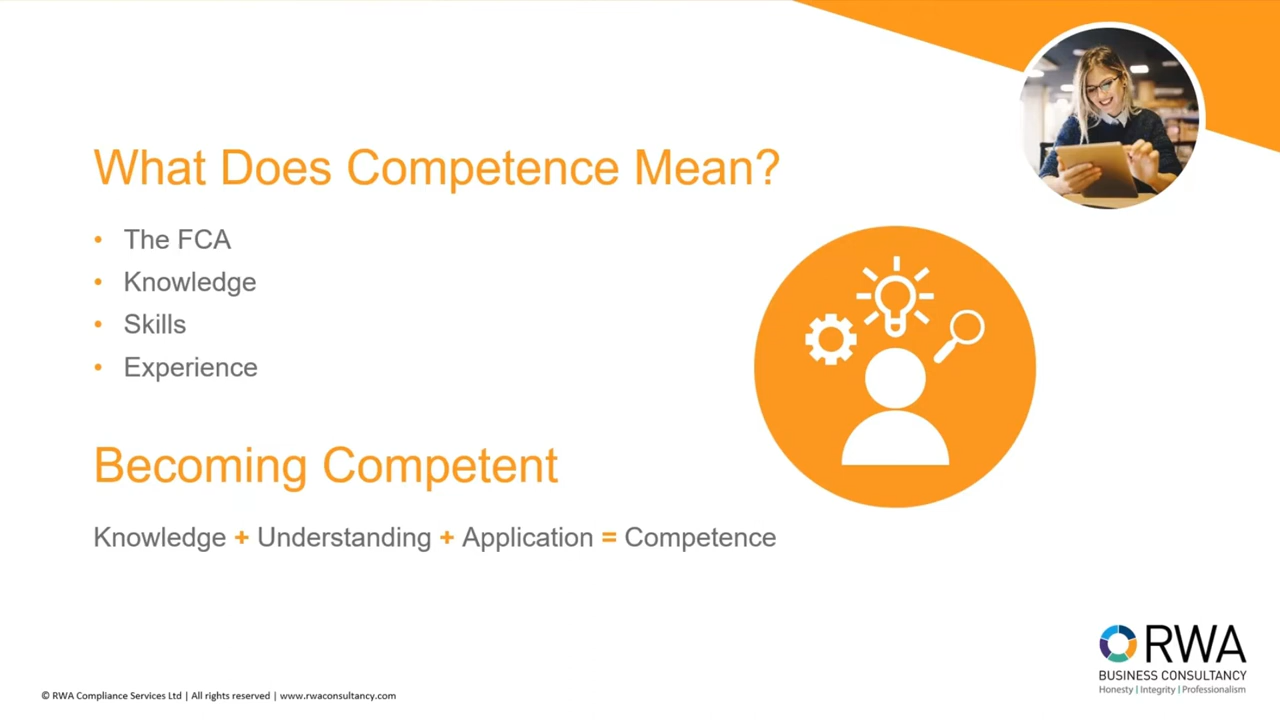 What Does Competence Mean?
• The FCA
• Knowledge
• Skills
• Experience
Becoming Competent
Knowledge + Understanding + Application = Competence
RWA
BUSINESS CONSULTANCY
Honesty | Integrity | Professionalism
© RWA Compliance Services Ltd | All rights reserved | www.rwaconsultancy.com